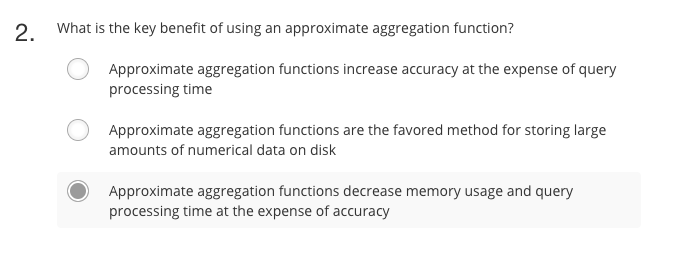 2. What is the key benefit of using an approximate aggregation function?
Approximate aggregation functions increase accuracy at the expense of query
processing time
Approximate aggregation functions are the favored method for storing large
amounts of numerical data on disk
Approximate aggregation functions decrease memory usage and query
processing time at the expense of accuracy